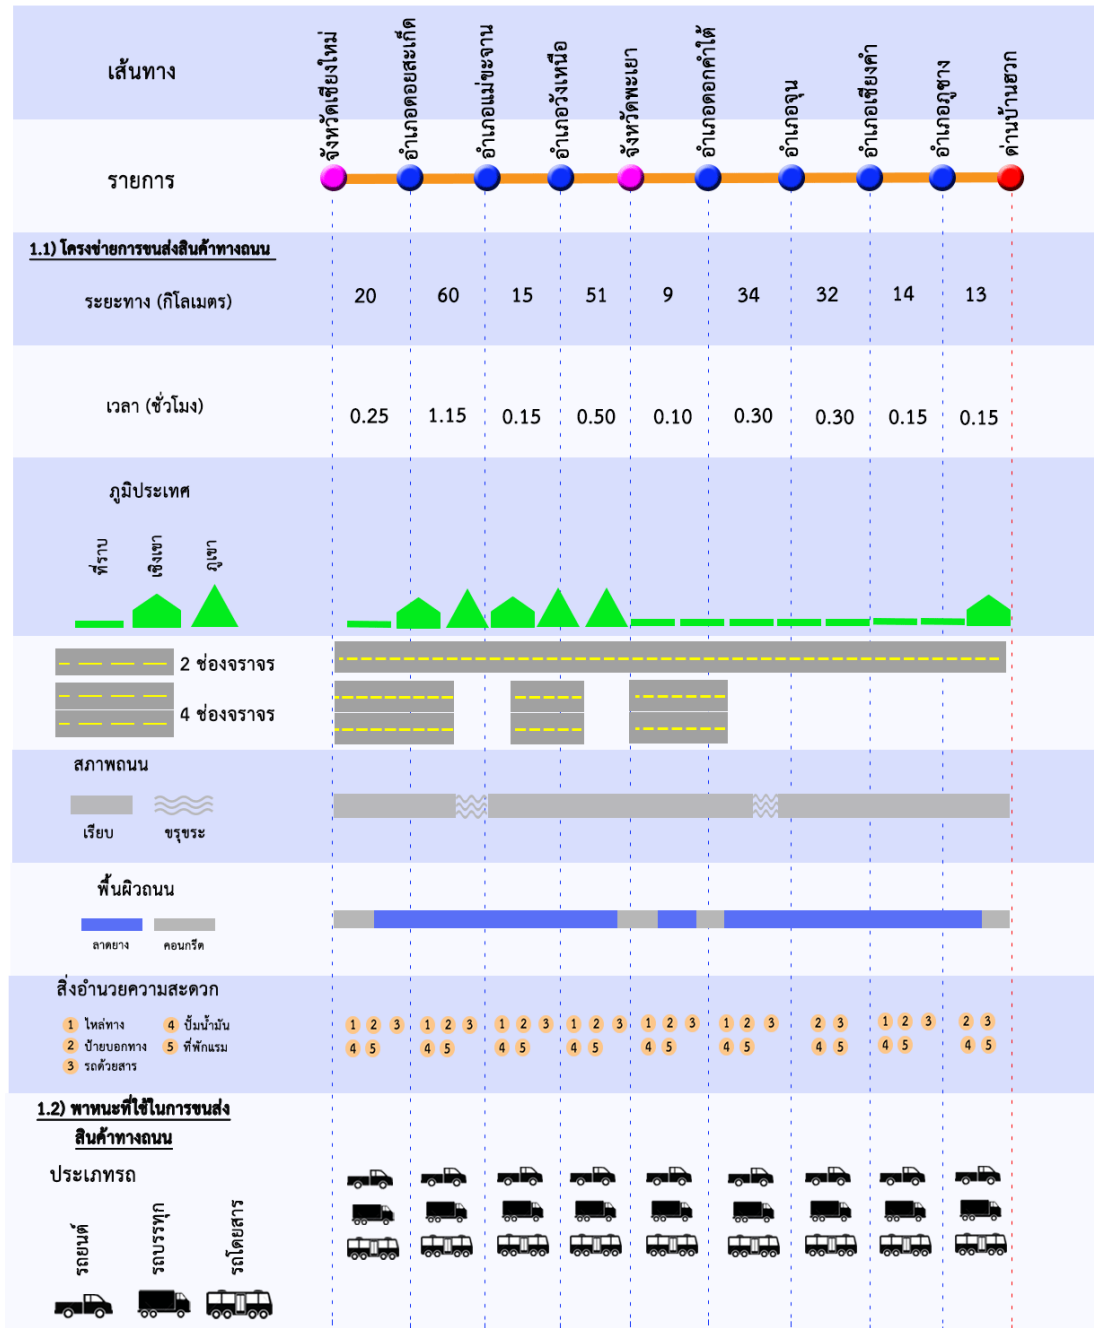 เส้นทาง
จังหวัดเชียงใหม่
อำเภอดอยสะเก็ด
อำเภอแม่ขะจาน
อำเภอวังเหนือ
จังหวัดพะเยา
อำเภอดอกคำใต้
อำเภอจุน
อำเภอเชียงคำ
อำเภอภูซาง
ด่านบ้านฮวก
รายการ
1.1) โครงข่ายการขนส่งสินค้าทางถนน
ระยะทาง (กิโลเมตร) 20 60 15 51 9 34 32 14 13
เวลา (ชั่วโมง) 0.25 1.15 0.15 0.50 0.10 0.30 0.30 0.15 0.15
ภูมิประเทศ
ที่ราบ
เชิงเขา
ภูเขา
2 ช่องจราจร
4 ช่องจราจร
สภาพถนน
เรียบ ขรุขระ
พื้นผิวถนน
ลาดยาง คอนกรีต
สิ่งอำนวยความสะดวก
1 ไหล่ทาง 4 ปั้มน้ำมัน
2 ป้ายบอกทาง 5 ที่พักแรม
3 รถด้วยสาร
1 2 3 1 2 3 1 2 3 1 2 3 1 2 3 1 2 3 2 3 1 2 3 2 3
4 5 4 5 4 5 4 5 4 5 4 5 4 5 4 5 4 5
1.2) พาหนะที่ใช้ในการขนส่ง
สินค้าทางถนน
ประเภทรถ
รถยนต์
รถบรรทุก
รถโดยสาร